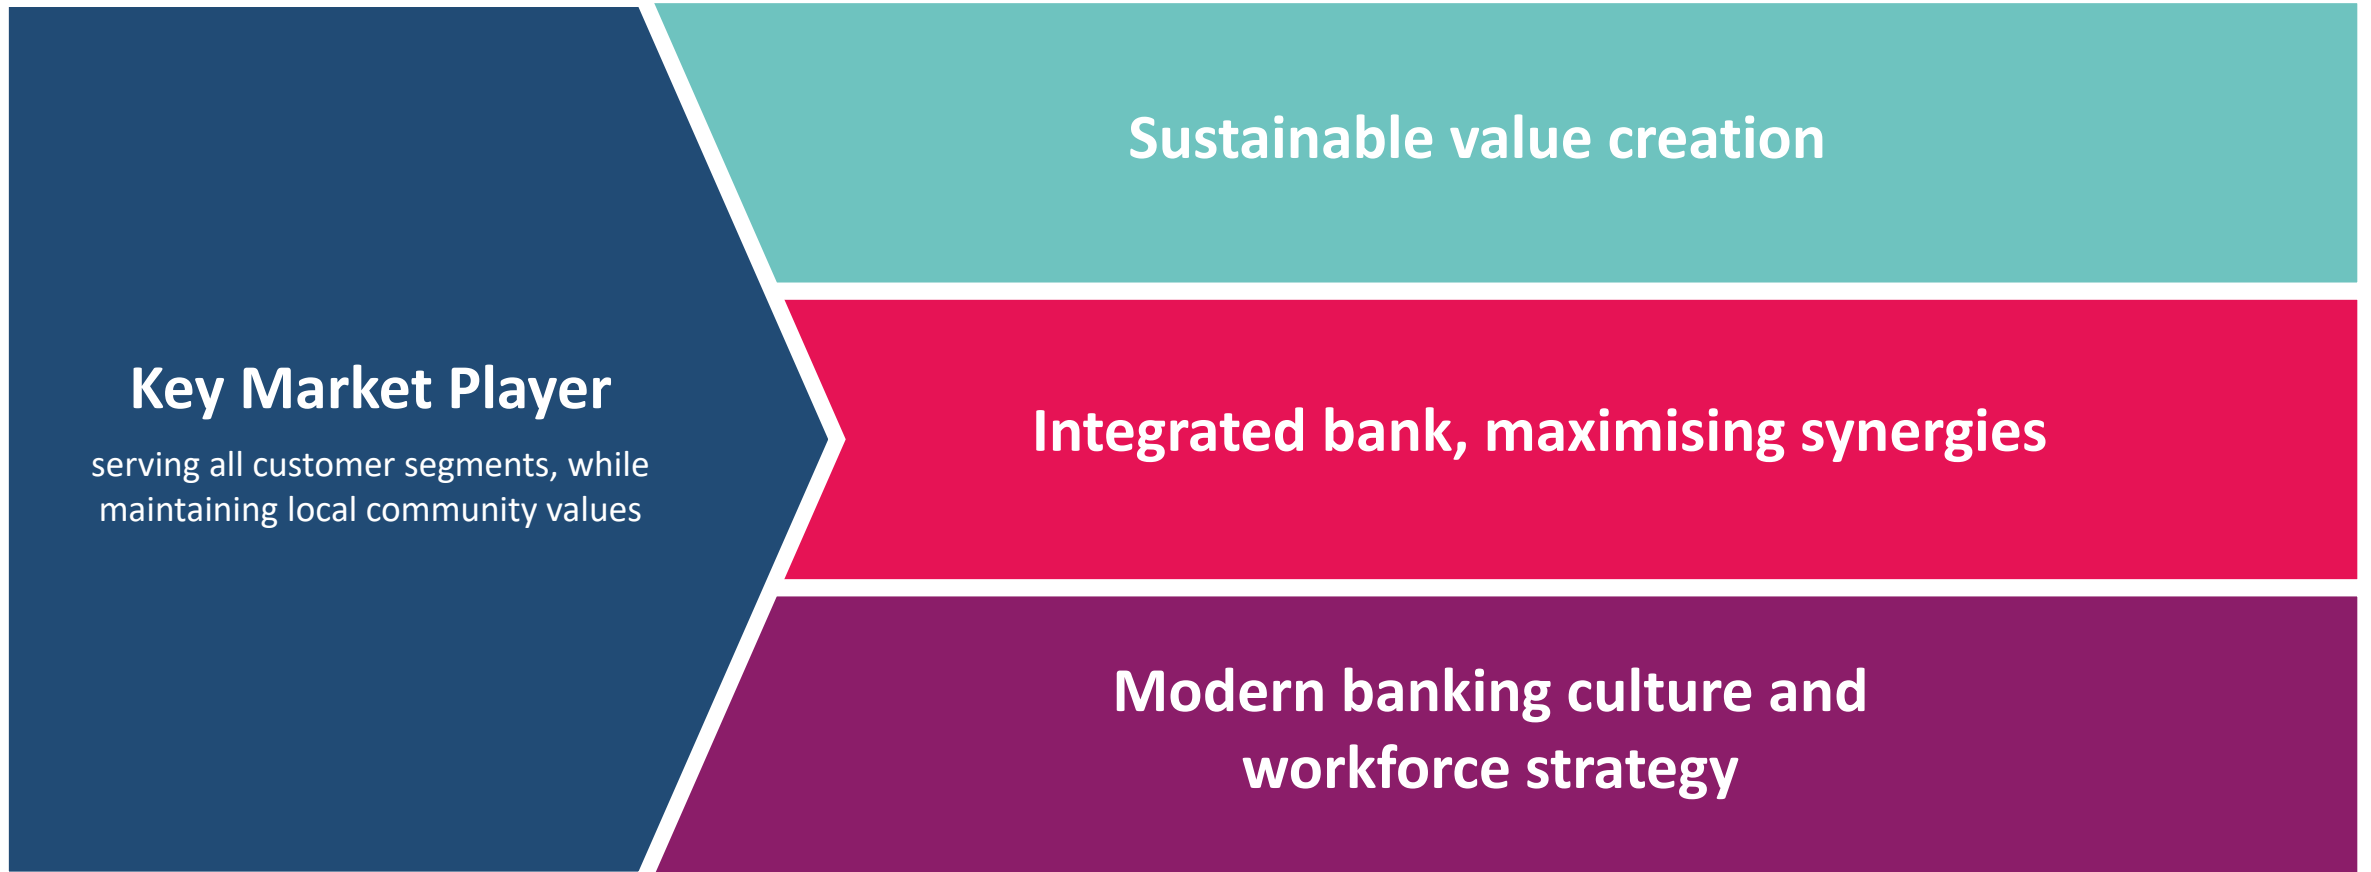 Key Market Player
serving all customer segments, while
maintaining local community values
Sustainable value creation
Integrated bank, maximising synergies
Modern banking culture and
workforce strategy